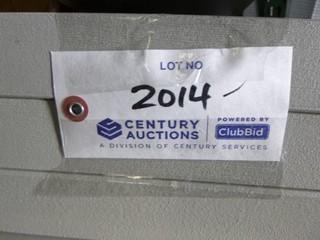 LOT NO
2014
CENTURY AUCTIONS
POWERED BY
ClubBid
A DIVISION OF CENTURY SERVICES